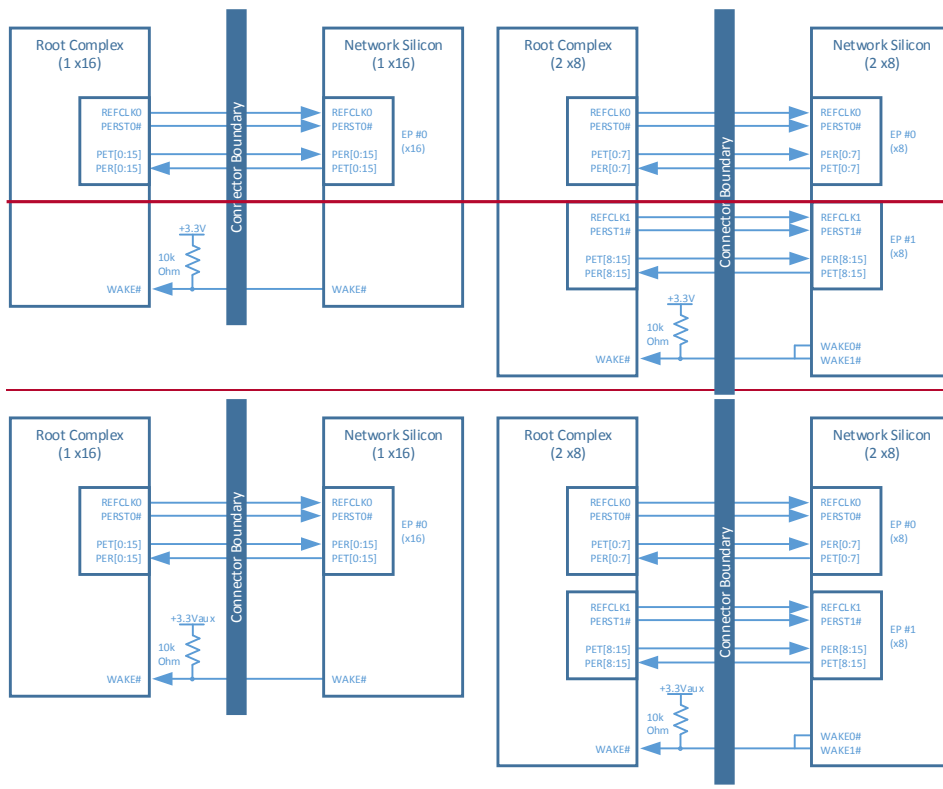 Root Complex
(1 x16)
Network Silicon
(1 x16)
REFCLK0
PERST0#
PET[0:15]
PER[0:15]
REFCLK0
PERST0#
PER[0:15]
PET[0:15]
EP #0
(x16)
Connector Boundary
+3.3V
10k
Ohm
WAKE#
WAKE#
Root Complex
(2 x8)
Network Silicon
(2 x8)
REFCLK0
PERST0#
PET[0:7]
PER[0:7]
REFCLK0
PERST0#
PER[0:7]
PET[0:7]
EP #0
(x8)
Connector Boundary
REFCLK1
PERST1#
PET[8:15]
PER[8:15]
REFCLK1
PERST1#
PER[8:15]
PET[8:15]
EP #1
(x8)
+3.3V
10k
Ohm
WAKE#
WAKE0#
WAKE1#
Root Complex
(1 x16)
Network Silicon
(1 x16)
REFCLK0
PERST0#
PET[0:15]
PER[0:15]
REFCLK0
PERST0#
PER[0:15]
PET[0:15]
EP #0
(x16)
Connector Boundary
+3.3Vaux
10k
Ohm
WAKE#
WAKE#
Root Complex
(2 x8)
Network Silicon
(2 x8)
REFCLK0
PERST0#
PET[0:7]
PER[0:7]
REFCLK0
PERST0#
PER[0:7]
PET[0:7]
EP #0
(x8)
Connector Boundary
REFCLK1
PERST1#
PET[8:15]
PER[8:15]
REFCLK1
PERST1#
PER[8:15]
PET[8:15]
EP #1
(x8)
+3.3Vaux
10k
Ohm
WAKE#
WAKE0#
WAKE1#